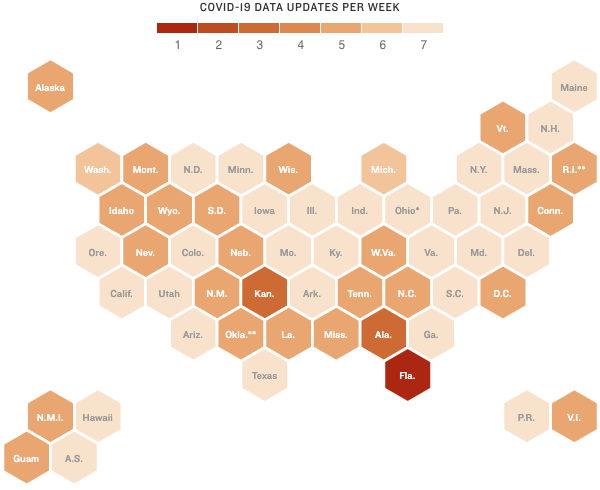 COVID-19 DATA UPDATES PER WEEK
1 2 3 4 5 6 7
Alaska Maine
Vt. N.H.
Wash. Mont. N.D. Minn. Wis. Mich. N.Y. Mass. R.I.**
Idsho Wyo. S.D. Iowa Ill. Ind. Ohio* Pa. N.J. Conn.
Ore. Nev. Colo. Neb. Mo. Ky. W.Va. Va. Md. Del.
Calif. Utah N.M. Kan. Ark. Tenn. N.C. S.C. D.C.
Ariz. Okla.** La. Miss. Ala. Ga.
Texas Fla.
N.M.I. Hawaii P.R. V.I.
Guam A.S.